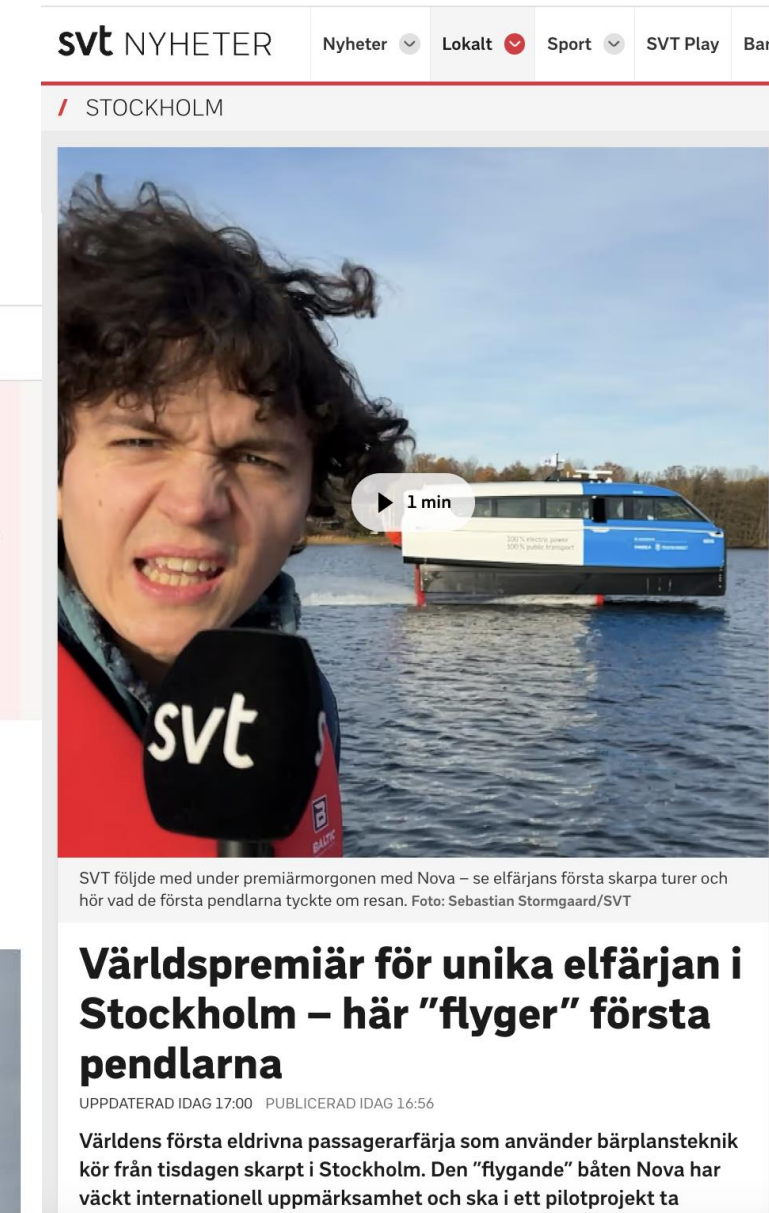 svt NYHETER
Nyheter
Lokalt
Sport
SVT Play
Bar
/ STOCKHOLM
1 min
100 % electric power
100 % public transport
svt
BALTIC
SVT följde med under premiärmorgonen med Nova – se elfärjans första skarpa turer och
hör vad de första pendlarna tyckte om resan. Foto: Sebastian Stormgaard/SVT
Världspremiär för unika elfärjan i
Stockholm – här ”flyger” första
pendlarna
UPPDATERAD IDAG 17:00 PUBLICERAD IDAG 16:56
Världens första eldrivna passagerarfärja som använder bärplansteknik
kör från tisdagen skarpt i Stockholm. Den ”flygande” båten Nova har
väckt internationell uppmärksamhet och ska i ett pilotprojekt ta